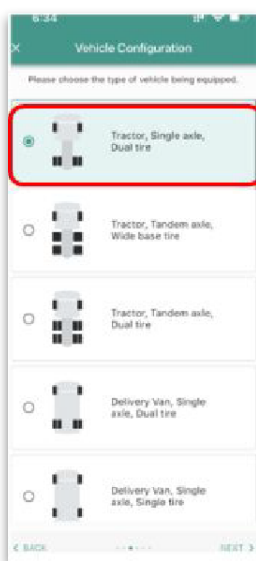 6:34
× Vehicle Configuration
Please choose the type of vehicle being equipped.
Tractor, Single axle,
Dual tire
Tractor, Tandem axle,
Wide base tire
Tractor, Tandem axle,
Dual tire
Delivery Van, Single
axle, Dual tire
Delivery Van, Single
axle, Single tire
< BACK NEXT >